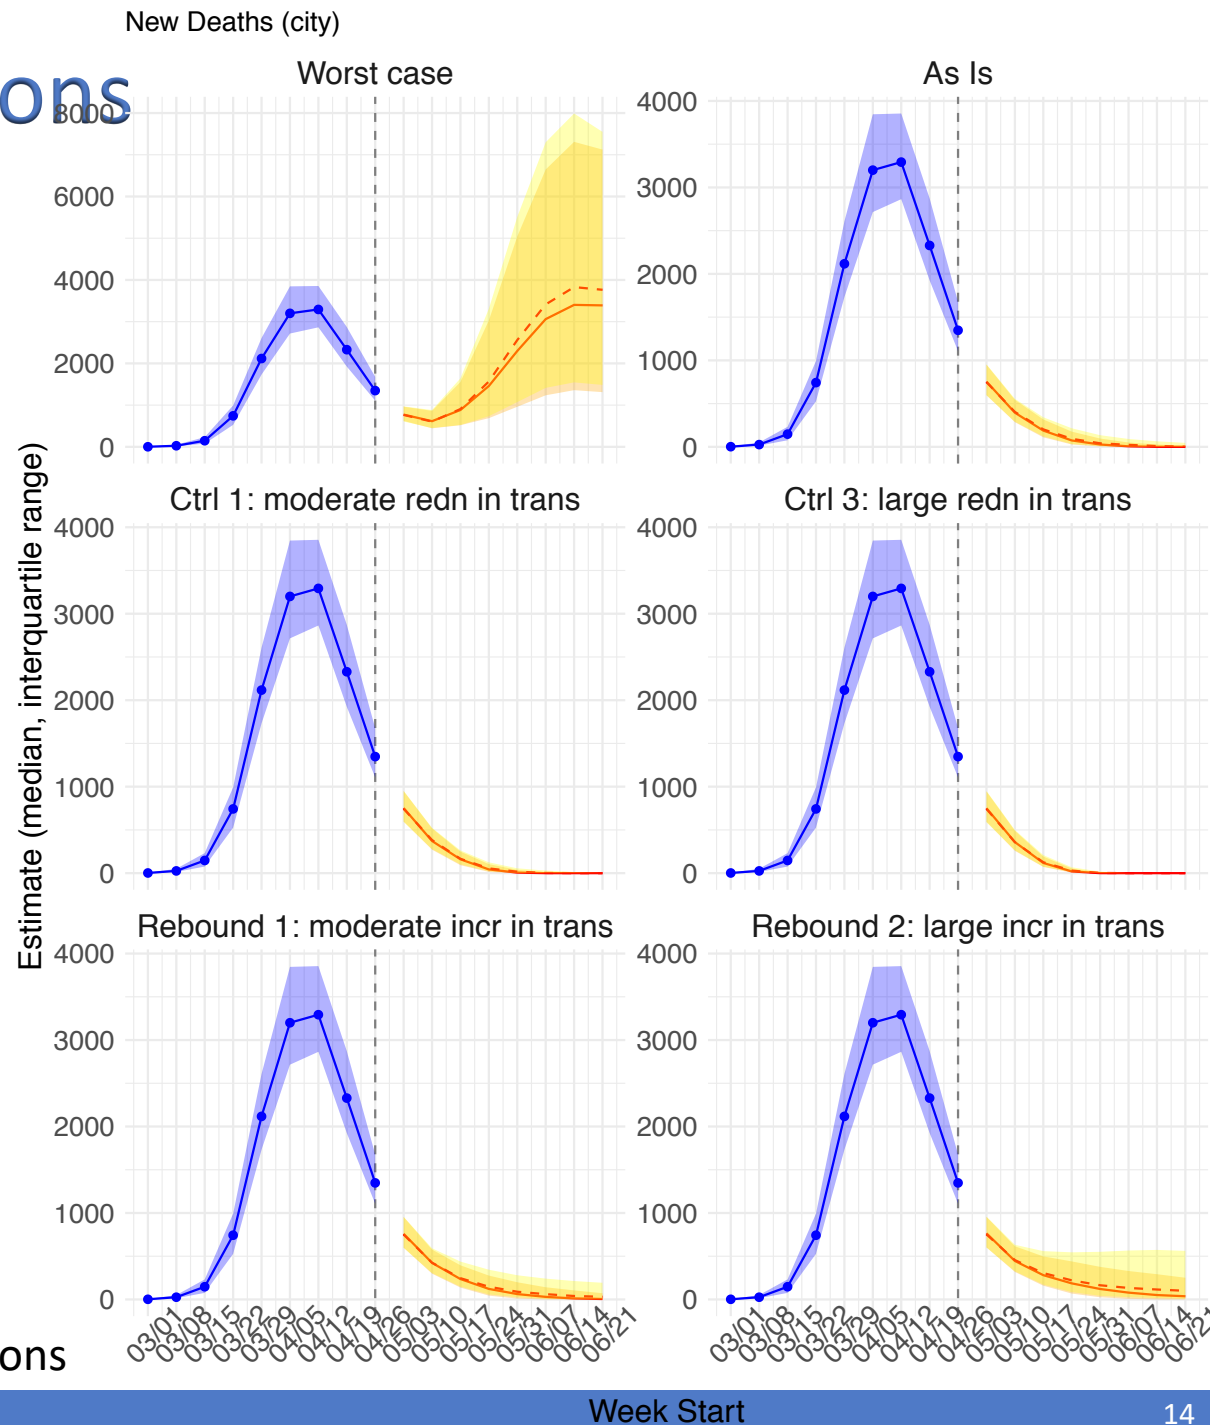 New Deaths (city)
ons
Worst case
As Is
8000
6000
4000
2000
0
4000
3000
2000
1000
0
Estimate (median, interquartile range)
Ctrl 1: moderate redn in trans
Ctrl 3: large redn in trans
4000
3000
2000
1000
0
4000
3000
2000
1000
0
Rebound 1: moderate incr in trans
Rebound 2: large incr in trans
4000
3000
2000
1000
0
4000
3000
2000
1000
0
03/01 03/08 03/15 03/22 03/29 04/05 04/12 04/19 04/26 05/03 05/10 05/17 05/24 05/31 06/07 06/14 06/21
03/01 03/08 03/15 03/22 03/29 04/05 04/12 04/19 04/26 05/03 05/10 05/17 05/24 05/31 06/07 06/14
ons
Week Start
14